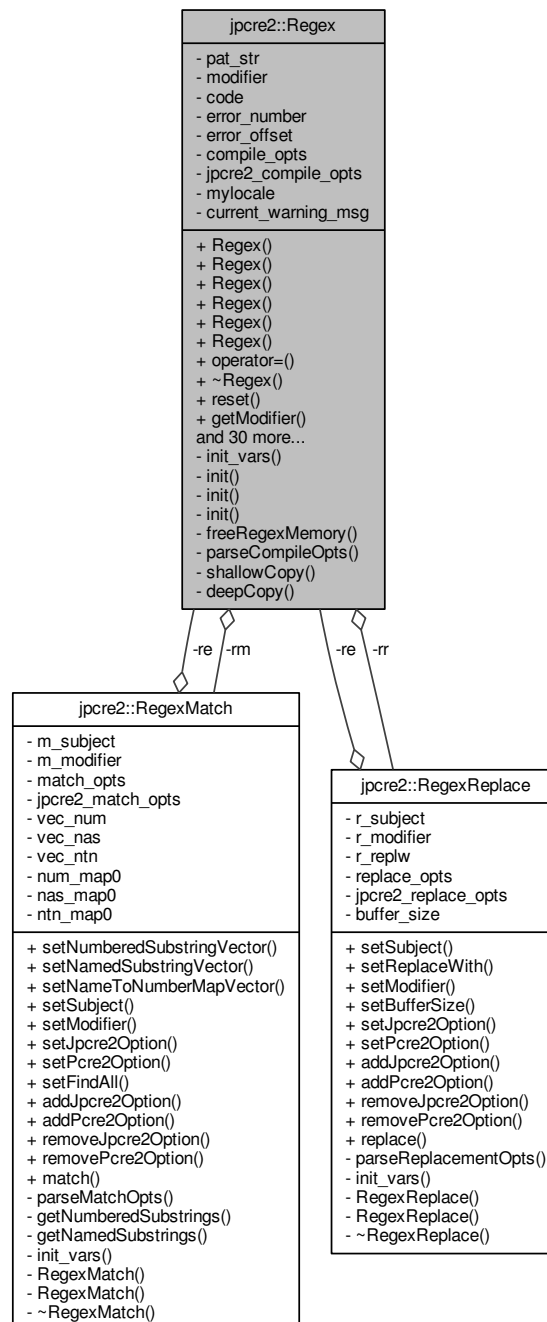 jpcre2::Regex
- pat_str
- modifier
- code
- error_number
- error_offset
- compile_opts
- jpcre2_compile_opts
- mylocale
- current_warning_msg
+ Regex()
+ Regex()
+ Regex()
+ Regex()
+ Regex()
+ Regex()
+ operator=()
+ ~Regex()
+ reset()
+ getModifier()
and 30 more...
- init_vars()
- init()
- init()
- init()
- freeRegexMemory()
- parseCompileOpts()
- shallowCopy()
- deepCopy()
-re
-rm
-re
-rr
jpcre2::RegexMatch
- m_subject
- m_modifier
- match_opts
- jpcre2_match_opts
- vec_num
- vec_nas
- vec_ntn
- num_map0
- nas_map0
- ntn_map0
+ setNumberedSubstringVector()
+ setNamedSubstringVector()
+ setNameToNumberMapVector()
+ setSubject()
+ setModifier()
+ setJpcre2Option()
+ setPcre2Option()
+ setFindAll()
+ addJpcre2Option()
+ addPcre2Option()
+ removeJpcre2Option()
+ removePcre2Option()
+ match()
- parseMatchOpts()
- getNumberedSubstrings()
- getNamedSubstrings()
- init_vars()
- RegexMatch()
- RegexMatch()
- ~RegexMatch()
jpcre2::RegexReplace
- r_subject
- r_modifier
- r_replw
- replace_opts
- jpcre2_replace_opts
- buffer_size
+ setSubject()
+ setReplaceWith()
+ setModifier()
+ setBufferSize()
+ setJpcre2Option()
+ setPcre2Option()
+ addJpcre2Option()
+ addPcre2Option()
+ removeJpcre2Option()
+ removePcre2Option()
+ replace()
- parseReplacementOpts()
- init_vars()
- RegexReplace()
- RegexReplace()
- ~RegexReplace()